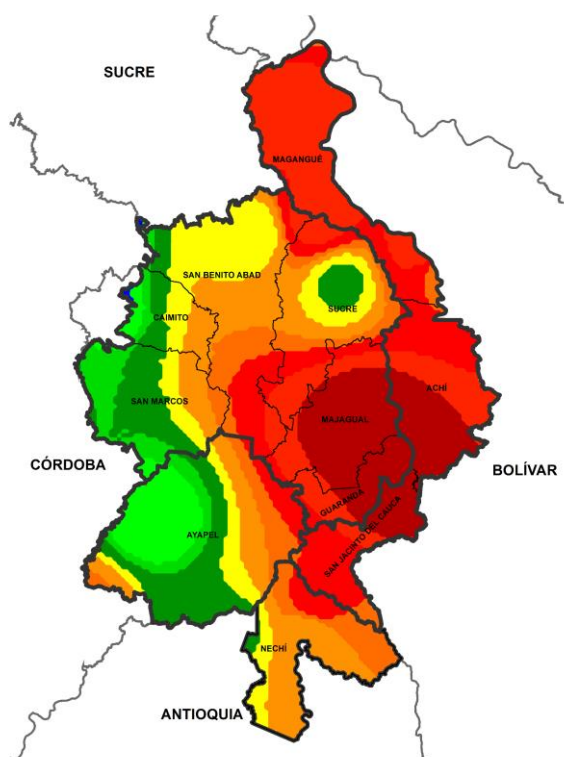 SUCRE
MAGANGUÉ
SAN BENITO ABAD
SUCRE
CAIMITO
ACHÍ
SAN MARCOS
MAJAGUAL
CÓRDOBA
BOLÍVAR
GUARANDA
SAN JACINTO DEL CAUCA
AYAPEL
NECHÍ
ANTIOQUIA